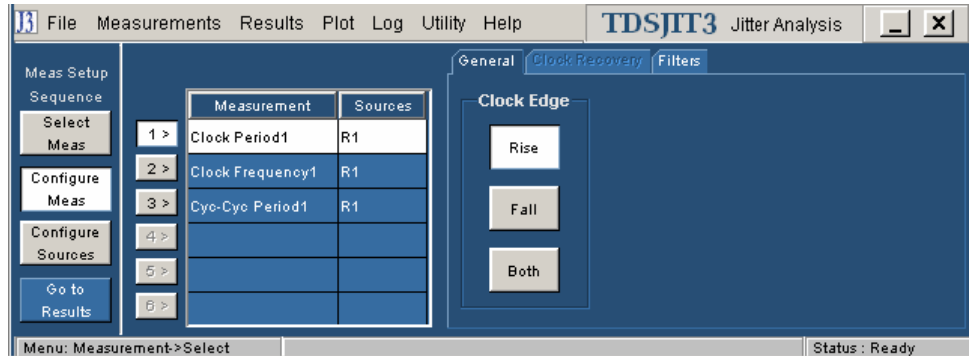 J3 File Measurements Results Plot Log Utility Help TDSJIT3 Jitter Analysis
Meas Setup
Sequence
Select
Meas
Configure
Meas
Configure
Sources
Go to
Results
Measurement Sources
1 > Clock Period1 R1
2 > Clock Frequency1 R1
3 > Cyc-Cyc Period1 R1
4 >
5 >
6 >
General Clock Recovery Filters
Clock Edge
Rise
Fall
Both
Menu: Measurement->Select Status : Ready